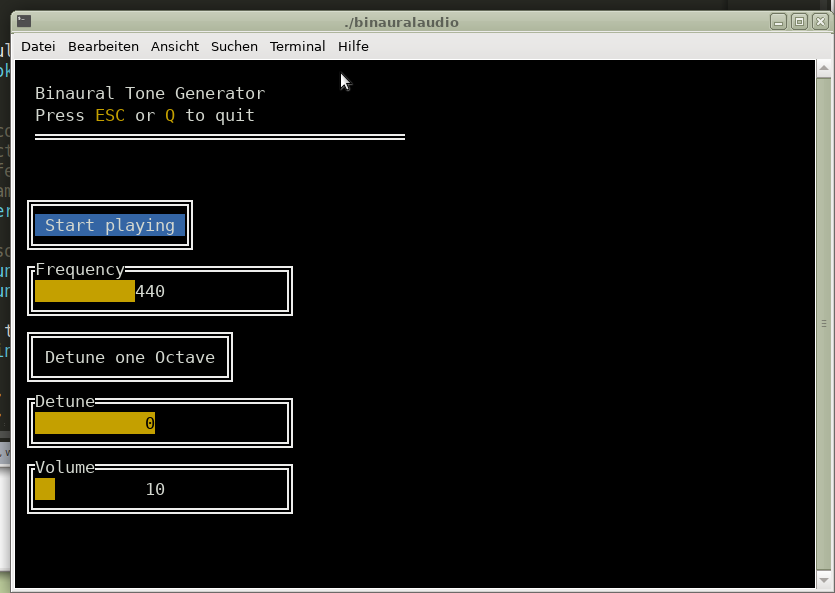 ./binauralaudio
Datei Bearbeiten Ansicht Suchen Terminal Hilfe
Binaural Tone Generator
Press ESC or Q to quit
Start playing
Frequency
440
Detune one Octave
Detune
0
Volume
10